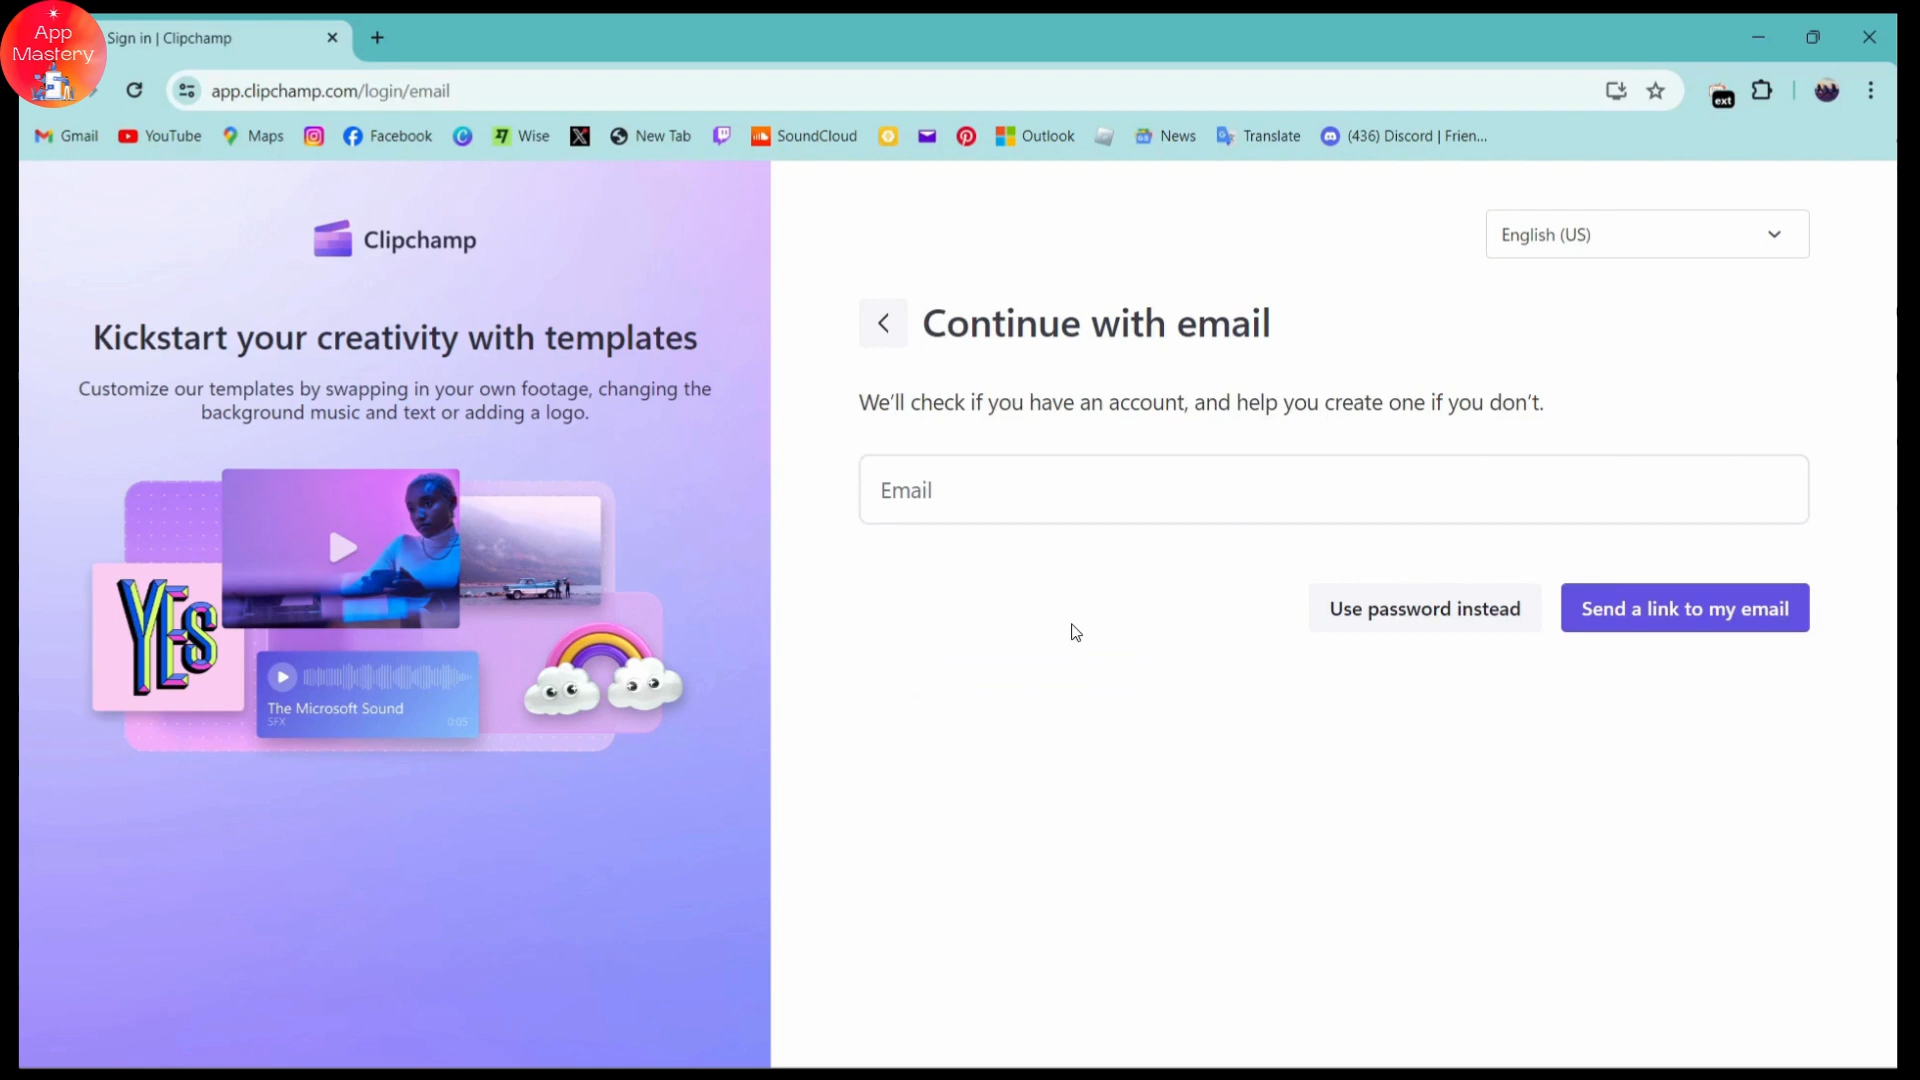 App
Mastery
Sign in | Clipchamp
app.clipchamp.com/login/email
ext
Gmail
YouTube
Maps
Facebook
Wise
New Tab
SoundCloud
Outlook
News
Translate
(436) Discord | Frien...
Clipchamp
Kickstart your creativity with templates
Customize our templates by swapping in your own footage, changing the
background music and text or adding a logo.
YES
The Microsoft Sound
SFX
0:05
English (US)
Continue with email
We'll check if you have an account, and help you create one if you don't.
Email
Use password instead
Send a link to my email